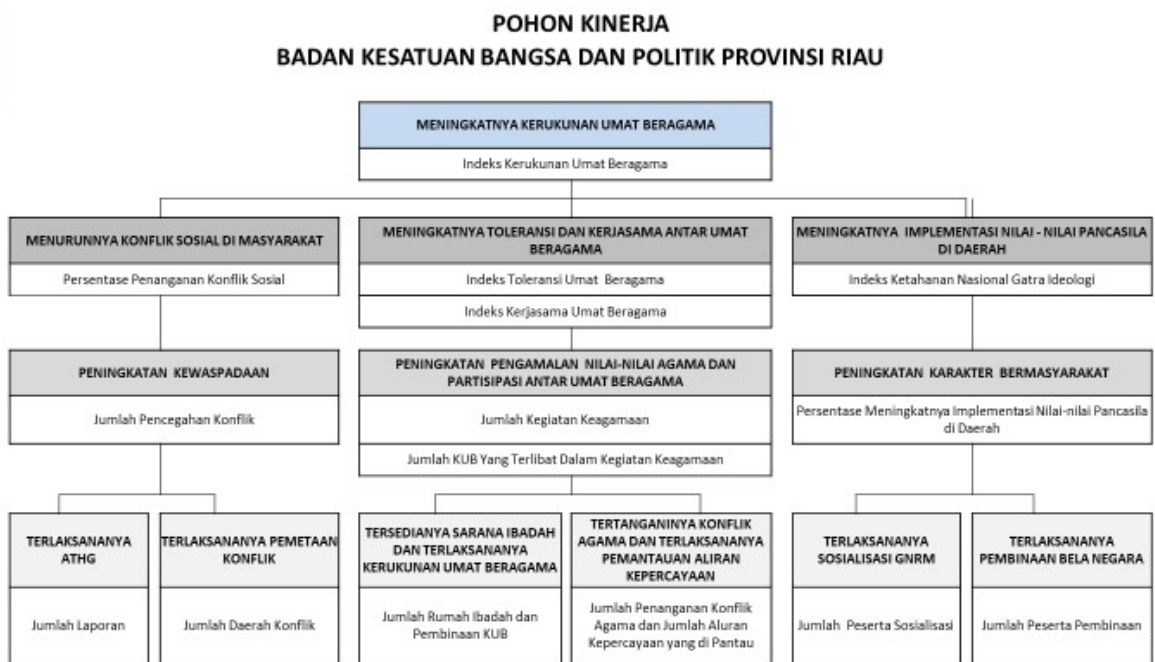 POHON KINERJA
BADAN KESATUAN BANGSA DAN POLITIK PROVINSI RIAU
MENINGKATNYA KERUKUNAN UMAT BERAGAMA
Indeks Kerukunan Umat Beragama
MENURUNNYA KONFLIK SOSIAL DI MASYARAKAT
Persentase Penanganan Konflik Sosial
MENINGKATNYA TOLERANSI DAN KERJASAMA ANTAR UMAT
BERAGAMA
Indeks Toleransi Umat Beragama
Indeks Kerjasama Umat Beragama
MENINGKATNYA IMPLEMENTASI NILAI - NILAI PANCASILA
DI DAERAH
Indeks Ketahanan Nasional Gatra Ideologi
PENINGKATAN KEWASPADAAN
Jumlah Pencegahan Konflik
PENINGKATAN PENGAMALAN NILAI-NILAI AGAMA DAN
PARTISIPASI ANTAR UMAT BERAGAMA
Jumlah Kegiatan Keagamaan
Jumlah KUB Yang Terlibat Dalam Kegiatan Keagamaan
PENINGKATAN KARAKTER BERMASYARAKAT
Persentase Meningkatnya Implementasi Nilai-nilai Pancasila
di Daerah
TERLAKSANANYA
ATHG
Jumlah Laporan
TERLAKSANANYA PEMETAAN
KONFLIK
Jumlah Daerah Konflik
TERSEDIANYA SARANA IBADAH
DAN TERLAKSANANYA
KERUKUNAN UMAT BERAGAMA
Jumlah Rumah Ibadah dan
Pembinaan KUB
TERTANGANINYA KONFLIK
AGAMA DAN TERLAKSANANYA
PEMANTAUAN ALIRAN
KEPERCAYAAN
Jumlah Penanganan Konflik
Agama dan Jumlah Aluran
Kepercayaan yang di Pantau
TERLAKSANANYA
SOSIALISASI GNRM
Jumlah Peserta Sosialisasi
TERLAKSANANYA
PEMBINAAN BELA NEGARA
Jumlah Peserta Pembinaan